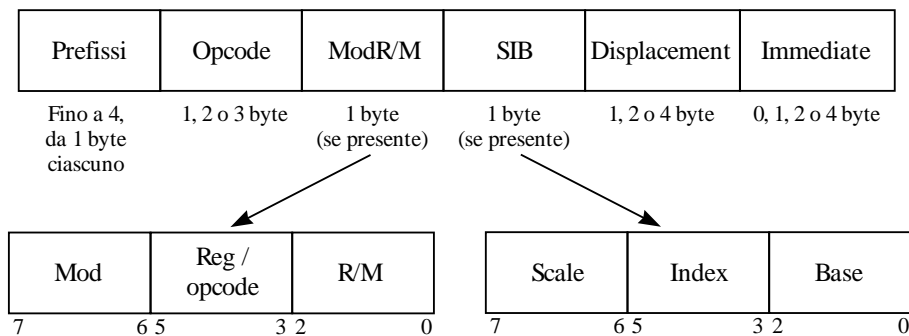 Prefissi Opcode ModR/M SIB Displacement Immediate
Fino a 4, 1, 2 o 3 byte 1 byte 1 byte 1, 2 o 4 byte 0, 1, 2 o 4 byte
da 1 byte (se presente) (se presente)
ciascuno
Mod Reg / opcode R/M Scale Index Base
7 6 5 3 2 0 7 6 5 3 2 0